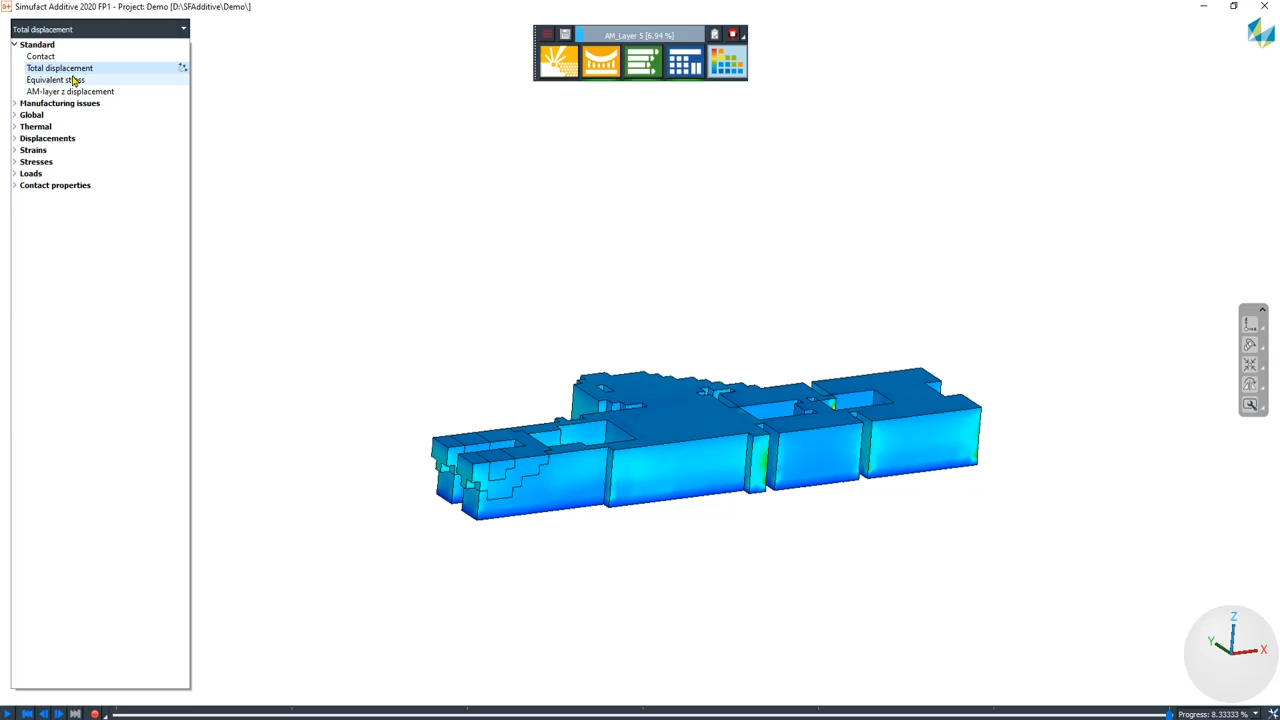 Simufact Additive 2020 FP1 - Project: Demo [D:\SFAdditive\Demo\]
Total displacement
AM_Layer 5 [6.94 %]
Standard
Contact
Total displacement
Equivalent stress
AM-layer z displacement
Manufacturing issues
Global
Thermal
Displacements
Strains
Stresses
Loads
Contact properties
Z
Y
X
Progress: 8.33333 %